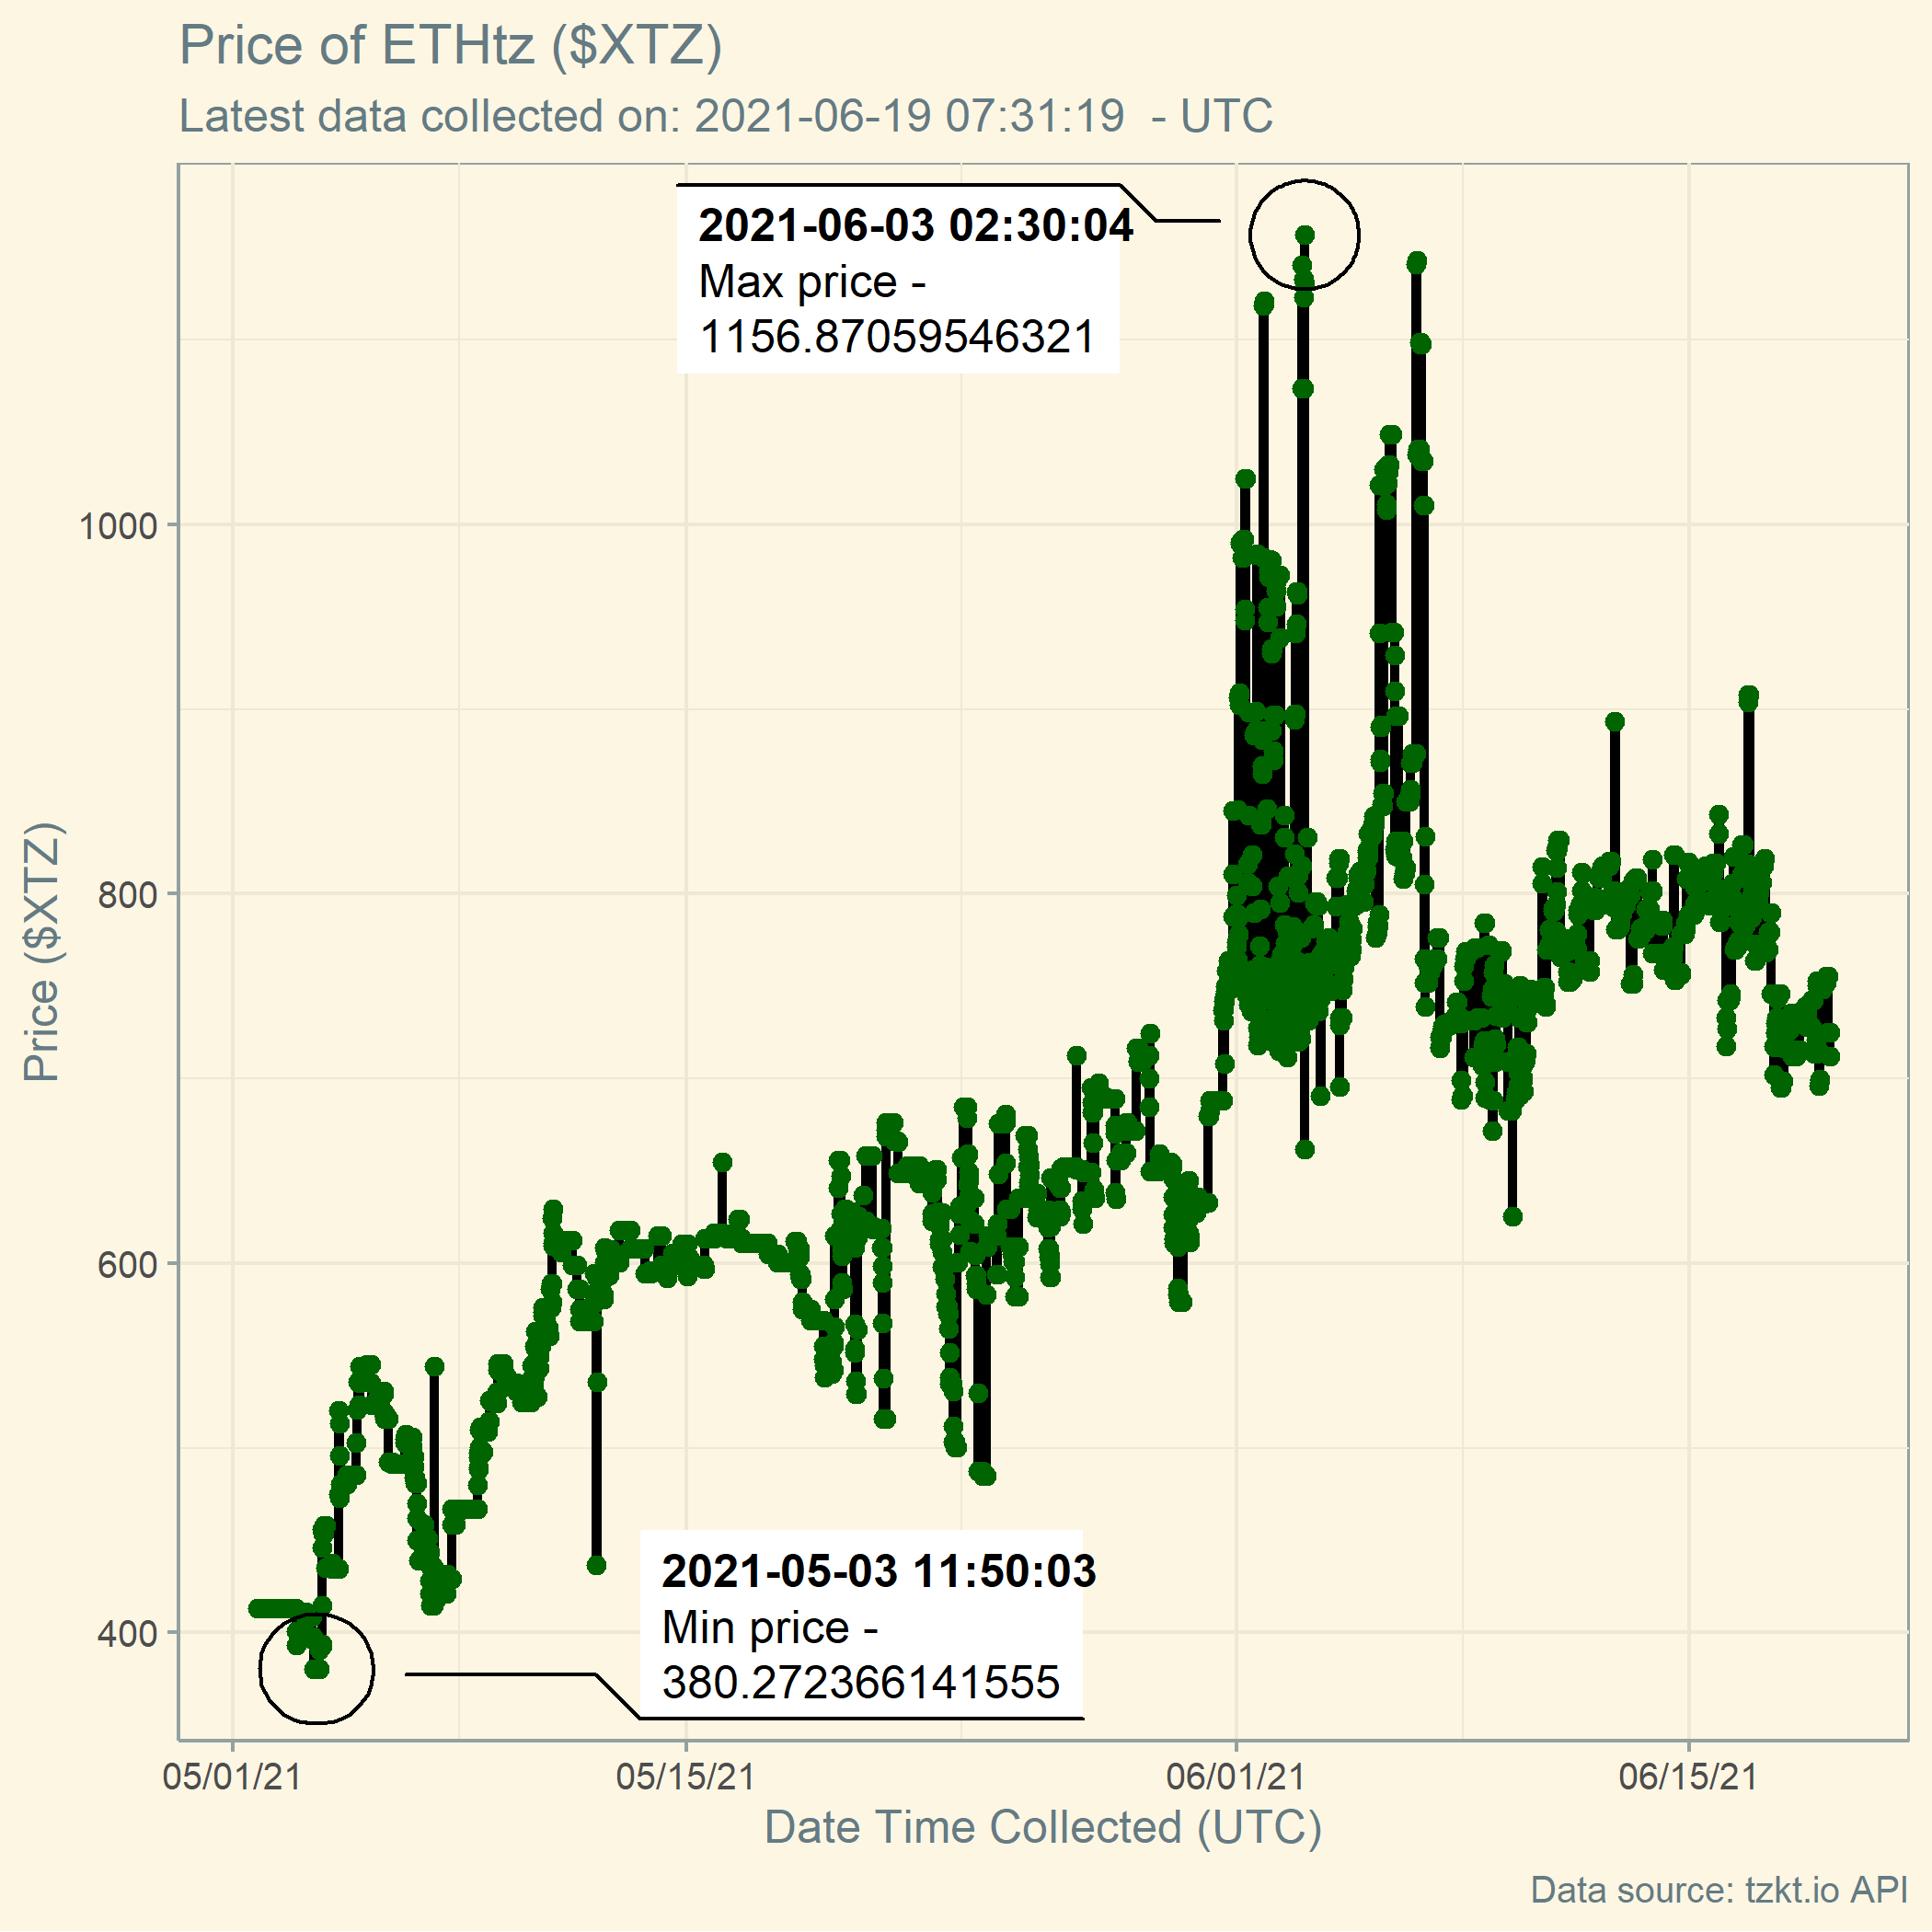 Price of ETHtz ($XTZ)
Latest data collected on: 2021-06-19 07:31:19  - UTC
2021-06-03 02:30:04
Max price -
1156.87059546321
1000
800
600
400
Price ($XTZ)
2021-05-03 11:50:03
Min price -
380.272366141555
05/01/21
05/15/21
06/01/21
06/15/21
Date Time Collected (UTC)
Data source: tzkt.io API